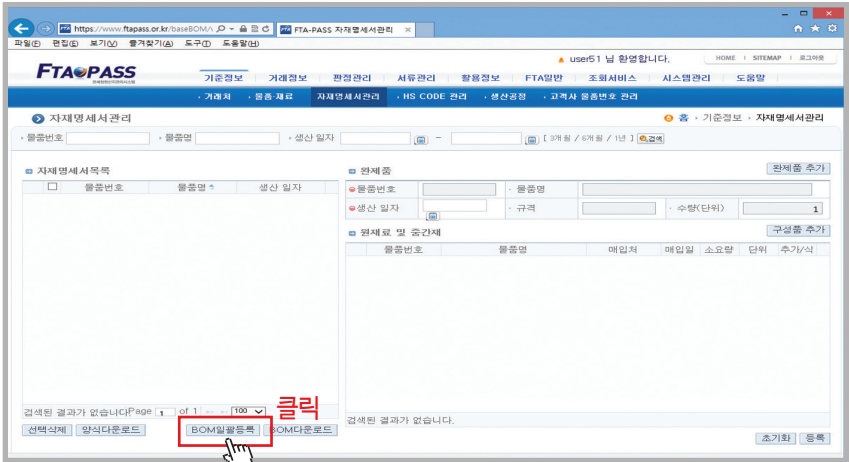 https://www.ftapass.or.kr/baseBOM/\ FTA-PASS 자재명세서관리
파일(F) 편집(E) 보기(V) 즐겨찾기(A) 도구(T) 도움말(H)
user51 님 환영합니다. HOME | SITEMAP | 로그아웃
FTA PASS
기준정보 거래정보 판정관리 서류관리 활용정보 FTA일반 조회서비스 시스템관리 도움말
· 거래처 · 물품·재료 자재명세서관리 · HS CODE 관리 · 생산공정 · 고객사 물품번호 관리
자재명세서관리 홈 · 기준정보 · 자재명세서관리
· 물품번호 · 물품명 · 생산 일자 ~ [ 3개월 / 6개월 / 1년 ] 검색
자재명세서목록 완제품 완제품 추가
물품번호 물품명 생산 일자 물품번호 · 물품명
생산 일자 · 규격 · 수량(단위) 1
원재료 및 중간재 구성품 추가
물품번호 물품명 매입처 매입일 소요량 단위 추가/삭
검색된 결과가 없습니다 Page 1 of 1 100 클릭
검색된 결과가 없습니다.
선택삭제 양식다운로드 BOM일괄등록 BOM다운로드
초기화 등록